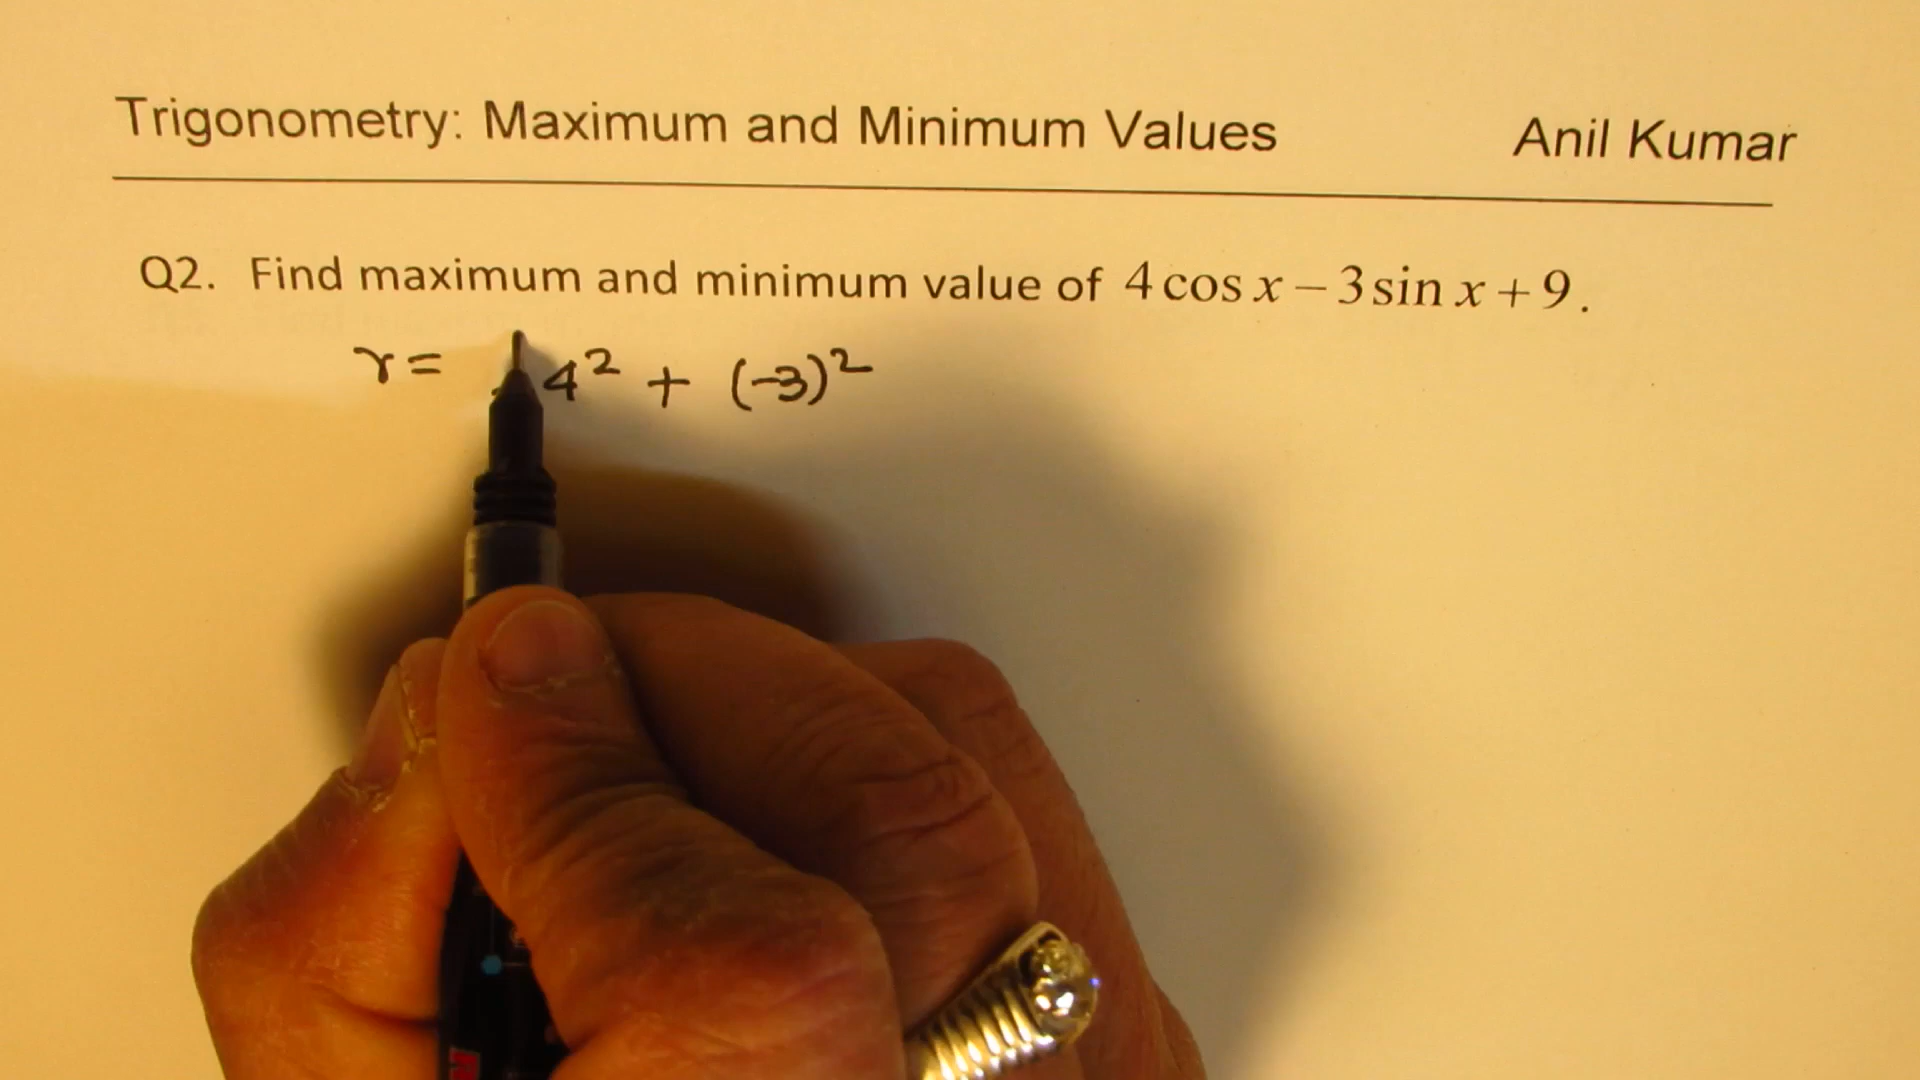 Trigonometry: Maximum and Minimum Values Anil Kumar
Q2. Find maximum and minimum value of 4 cos x − 3 sin x + 9.
r = 4² + (-3)²